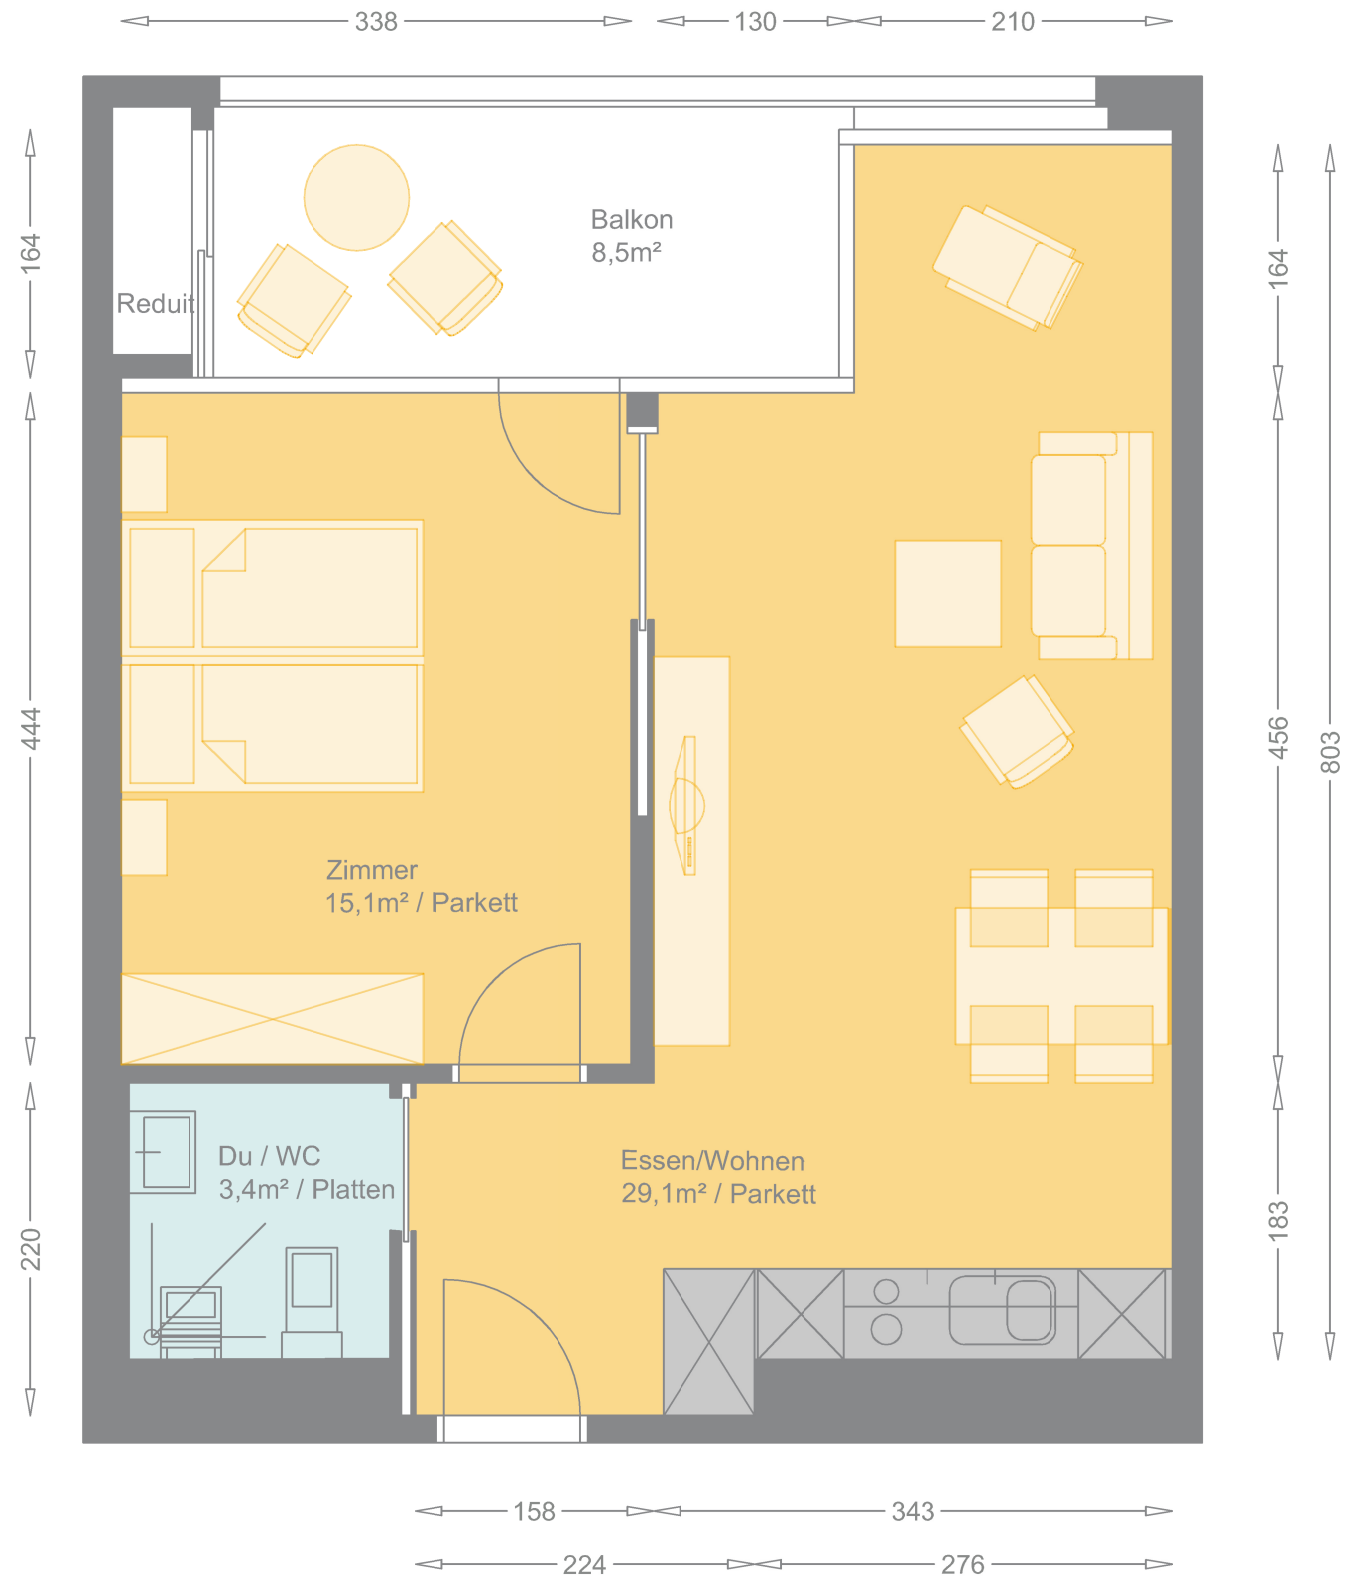 338
130
210
164
Balkon
8,5m²
164
Reduit
444
456
803
Zimmer
15,1m² / Parkett
Du / WC
3,4m² / Platten
Essen/Wohnen
29,1m² / Parkett
220
183
158
343
224
276